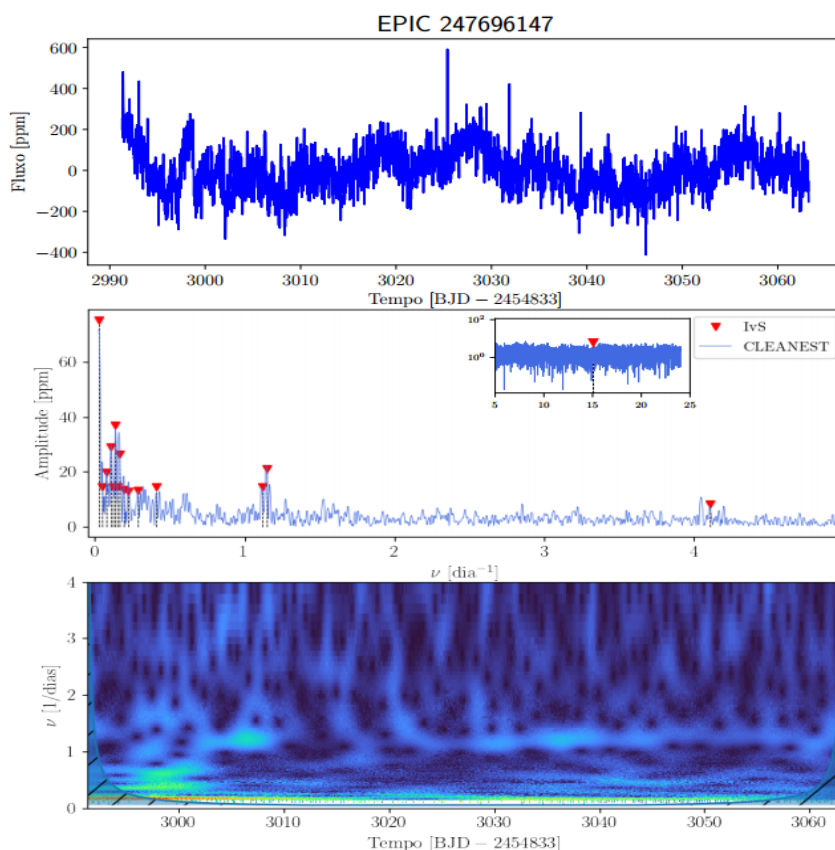 EPIC 247696147
600
400
200
0
−200
−400
Fluxo [ppm]
2990 3000 3010 3020 3030 3040 3050 3060
Tempo [BJD − 2454833]
60
40
20
0
Amplitude [ppm]
10²
10⁰
5 10 15 20 25
IvS
CLEANEST
0 1 2 3 4
ν [dia⁻¹]
4
3
2
1
0
ν [1/dias]
3000 3010 3020 3030 3040 3050 3060
Tempo [BJD − 2454833]